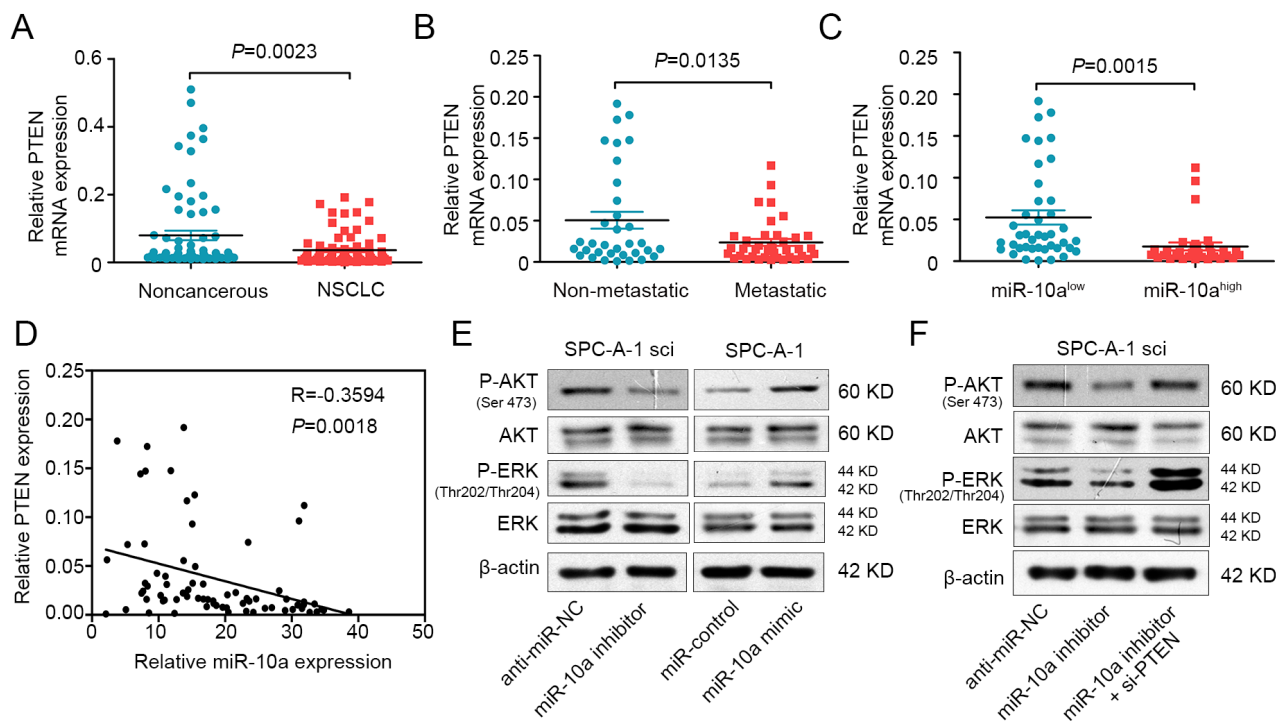 A
Relative PTEN
mRNA expression
0.6
0.4
0.2
0
P=0.0023
Noncancerous
NSCLC
B
Relative PTEN
mRNA expression
0.25
0.20
0.15
0.10
0.05
0
P=0.0135
Non-metastatic
Metastatic
C
Relative PTEN
mRNA expression
0.25
0.20
0.15
0.10
0.05
0
P=0.0015
miR-10a^low
miR-10a^high
D
Relative PTEN expression
0.25
0.20
0.15
0.10
0.05
0.00
R=-0.3594
P=0.0018
0 10 20 30 40 50
Relative miR-10a expression
E
SPC-A-1 sci SPC-A-1
P-AKT 60 KD
(Ser 473)
AKT 60 KD
P-ERK 44 KD
(Thr202/Thr204) 42 KD
ERK 44 KD
42 KD
β-actin 42 KD
anti-miR-NC
miR-10a inhibitor
miR-control
miR-10a mimic
F
SPC-A-1 sci
P-AKT 60 KD
(Ser 473)
AKT 60 KD
P-ERK 44 KD
(Thr202/Thr204) 42 KD
ERK 44 KD
42 KD
β-actin 42 KD
anti-miR-NC
miR-10a inhibitor
miR-10a inhibitor
+ si-PTEN